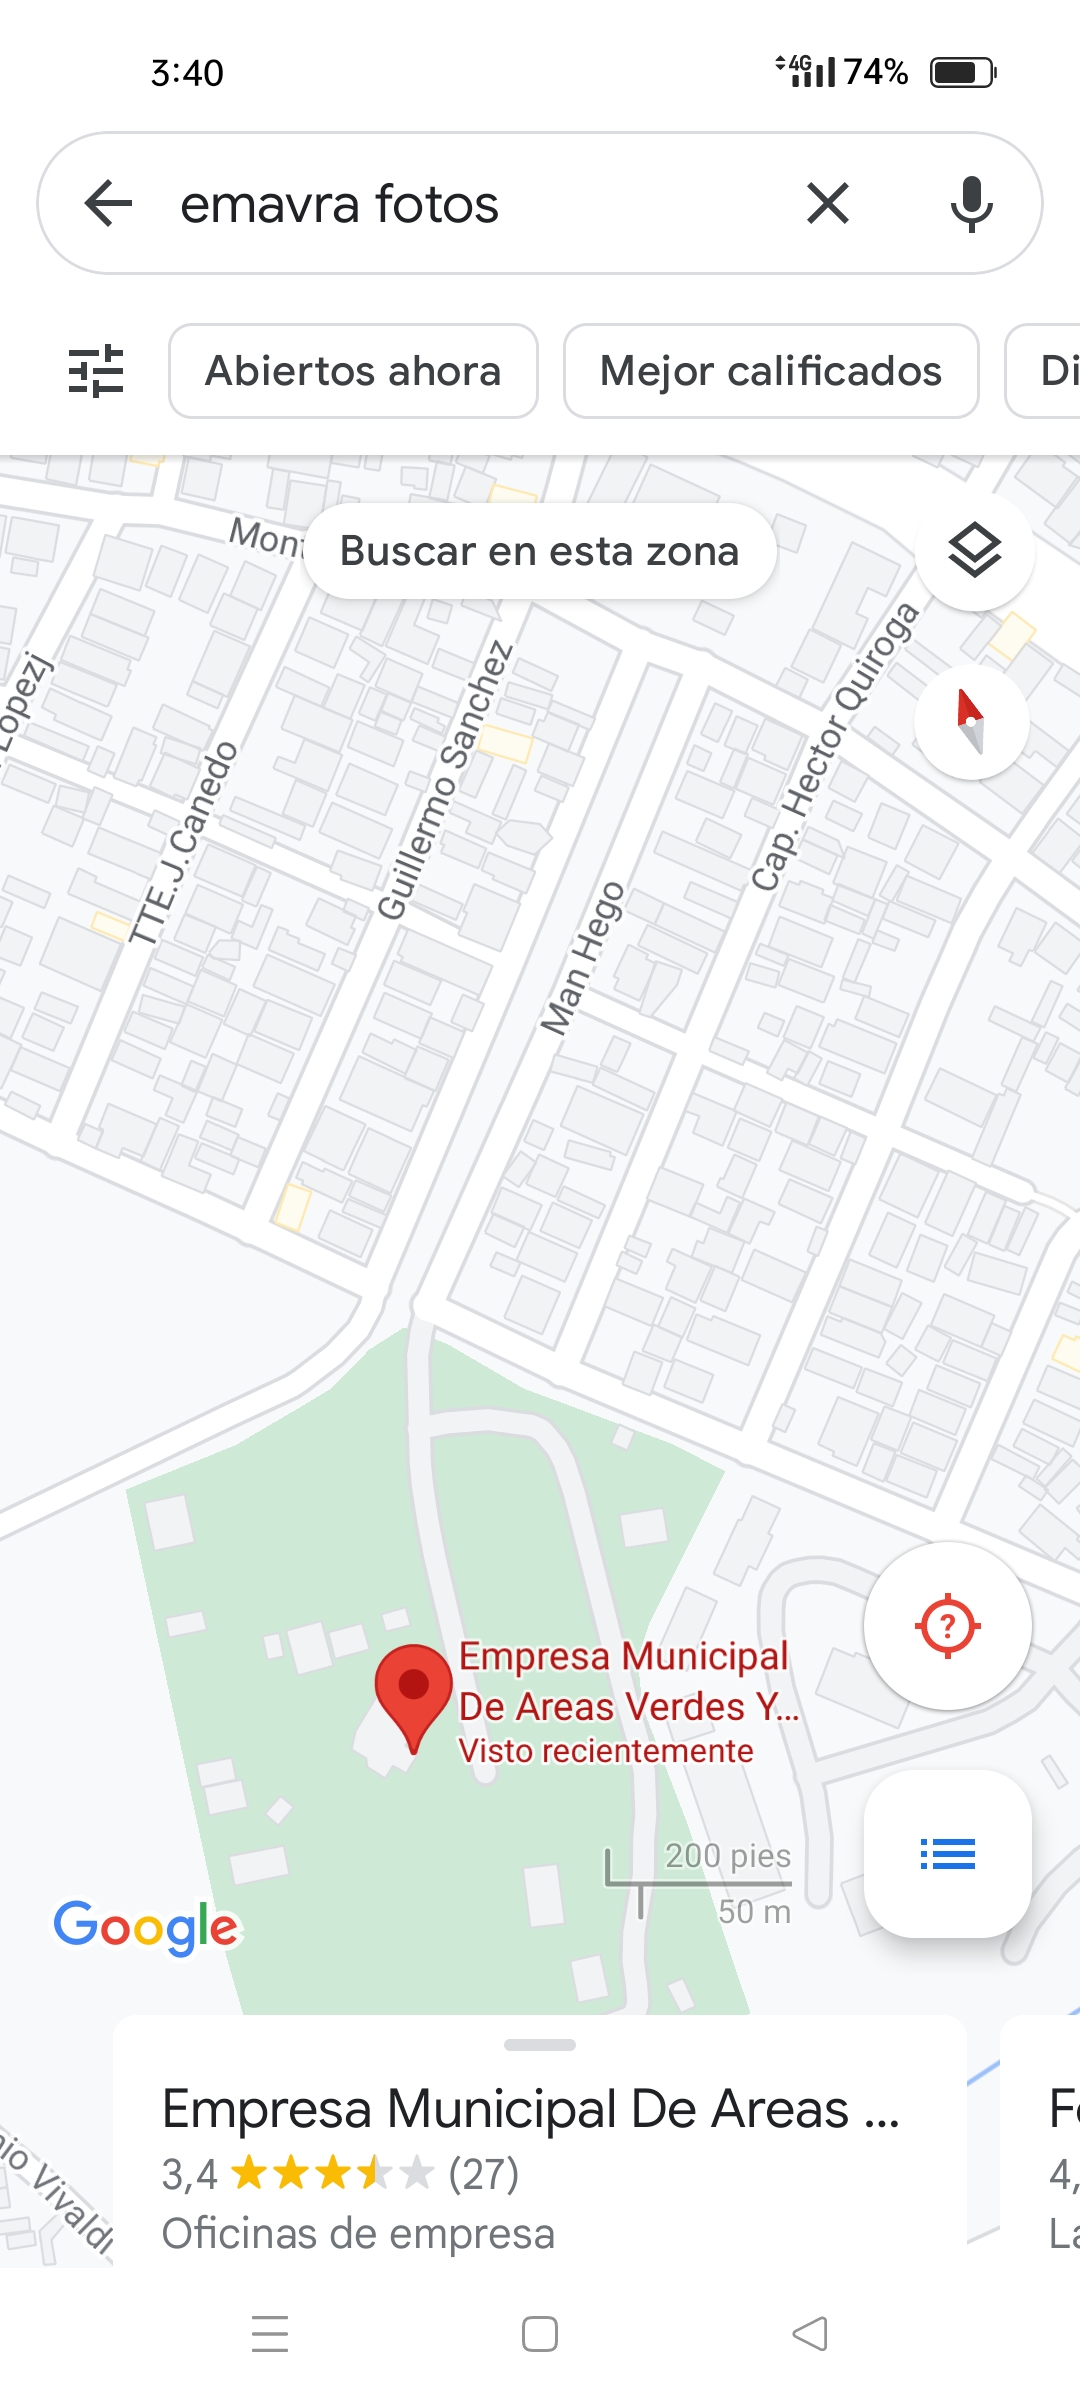 3:40
4G
74%
emavra fotos
Abiertos ahora
Mejor calificados
Di
Buscar en esta zona
Mont
Lopezj
TTE.J.Canedo
Guillermo Sanchez
Man Hego
Cap. Hector Quiroga
?
Empresa Municipal
De Areas Verdes Y...
Visto recientemente
200 pies
50 m
Google
nio Vivaldi
Empresa Municipal De Areas ...
3,4
(27)
Oficinas de empresa
4,
La